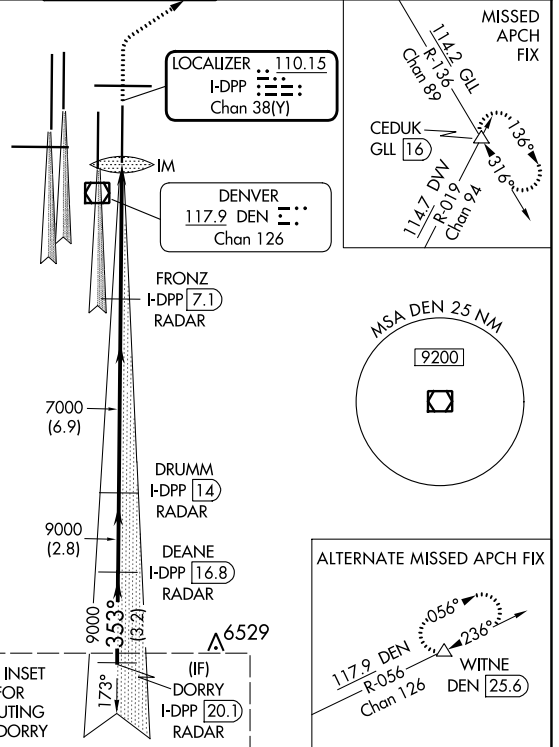 LOCALIZER 110.15
I-DPP
Chan 38(Y)
IM
DENVER
117.9 DEN
Chan 126
FRONZ
I-DPP 7.1
RADAR
7000
(6.9)
DRUMM
I-DPP 14
RADAR
9000
(2.8)
DEANE
I-DPP 16.8
RADAR
9000
353°
(3.2)
6529
173°
(IF)
DORRY
I-DPP 20.1
RADAR
INSET
FOR
UTING
DORRY
MISSED
APCH
FIX
114.2 GLL
R-136
Chan 89
CEDUK
GLL 16
136°
316°
114.7 DVV
R-019
Chan 94
MSA DEN 25 NM
9200
ALTERNATE MISSED APCH FIX
056°
236°
117.9 DEN
R-056
Chan 126
WITNE
DEN 25.6